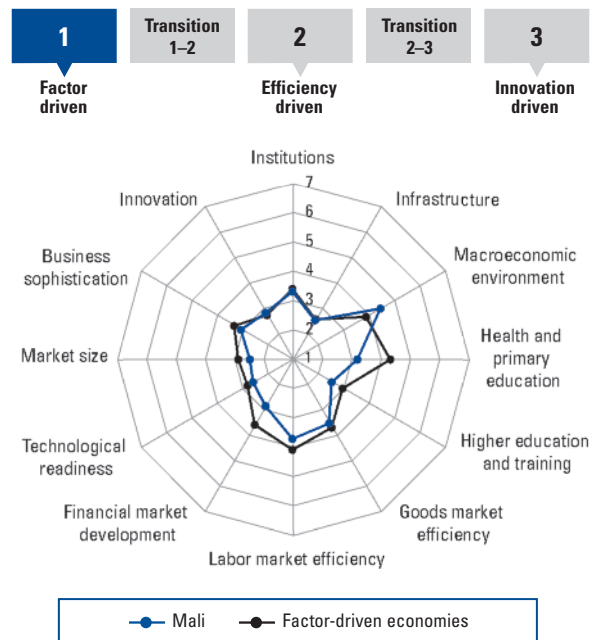 1
Transition
1–2
2
Transition
2–3
3
Factor
driven
Efficiency
driven
Innovation
driven
Institutions
Innovation
7
Infrastructure
6
Business
sophistication
5
Macroeconomic
environment
4
3
2
Market size
1
Health and
primary
education
Technological
readiness
Higher education
and training
Financial market
development
Goods market
efficiency
Labor market efficiency
Mali
Factor-driven economies